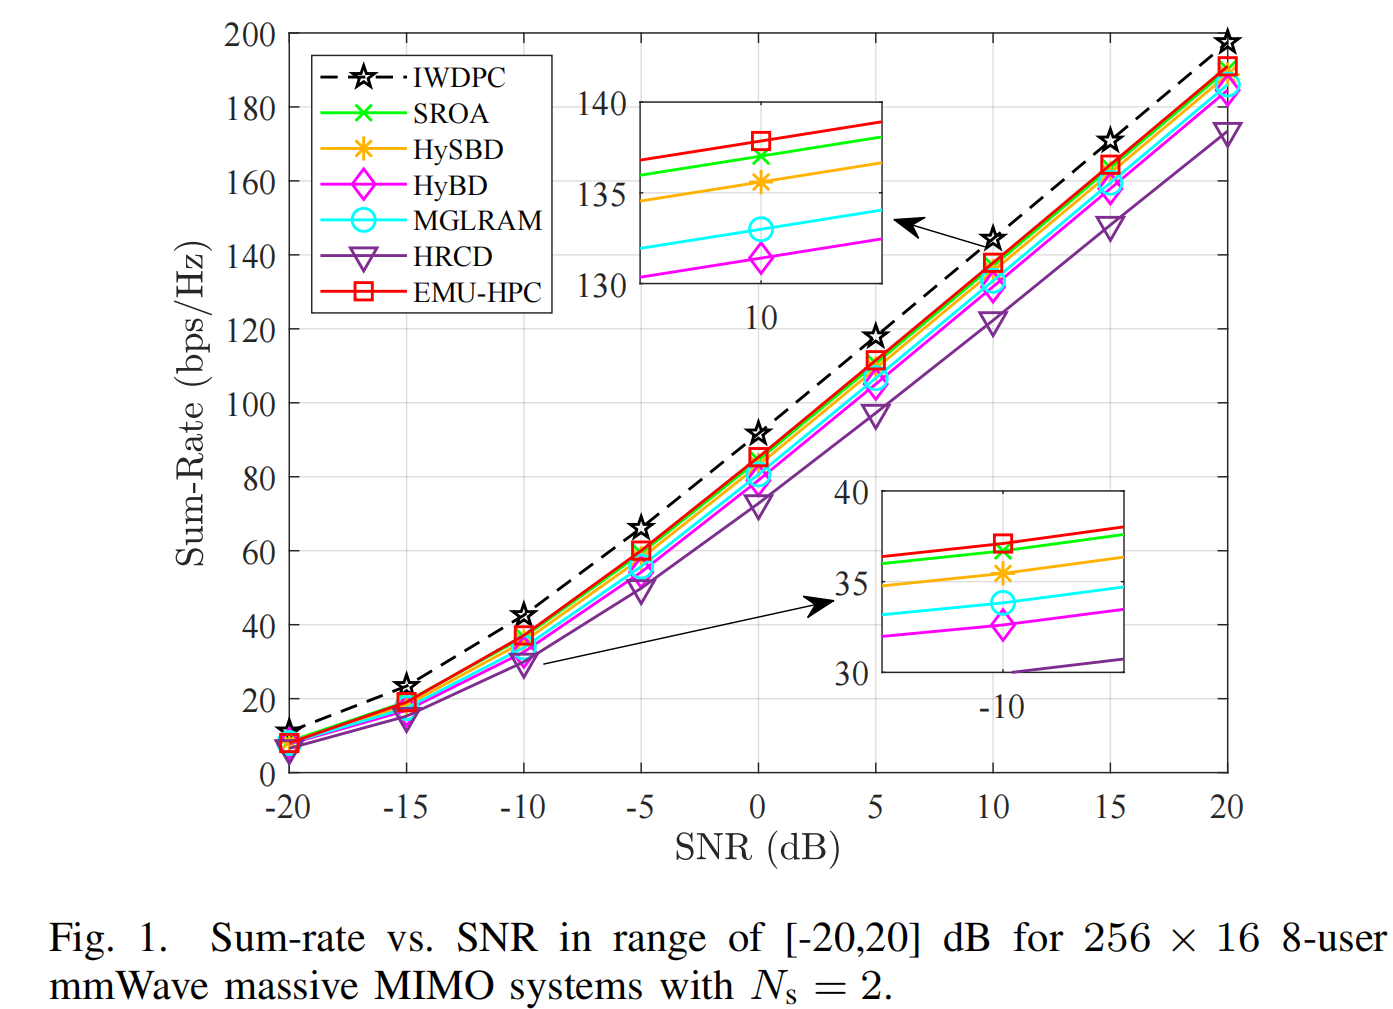 200
180
160
140
120
100
80
60
40
20
0
Sum-Rate (bps/Hz)
IWDPC
SROA
HySBD
HyBD
MGLRAM
HRCD
EMU-HPC
140
135
130
10
40
35
30
-10
-20 -15 -10 -5 0 5 10 15 20
SNR (dB)
Fig. 1. Sum-rate vs. SNR in range of [-20,20] dB for 256 × 16 8-user
mmWave massive MIMO systems with Nₛ = 2.